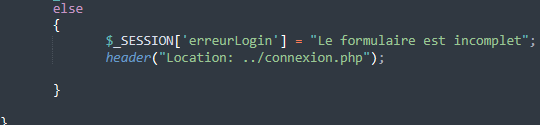 else
{
$_SESSION['erreurLogin'] = "Le formulaire est incomplet";
header("Location: ../connexion.php");
}
}